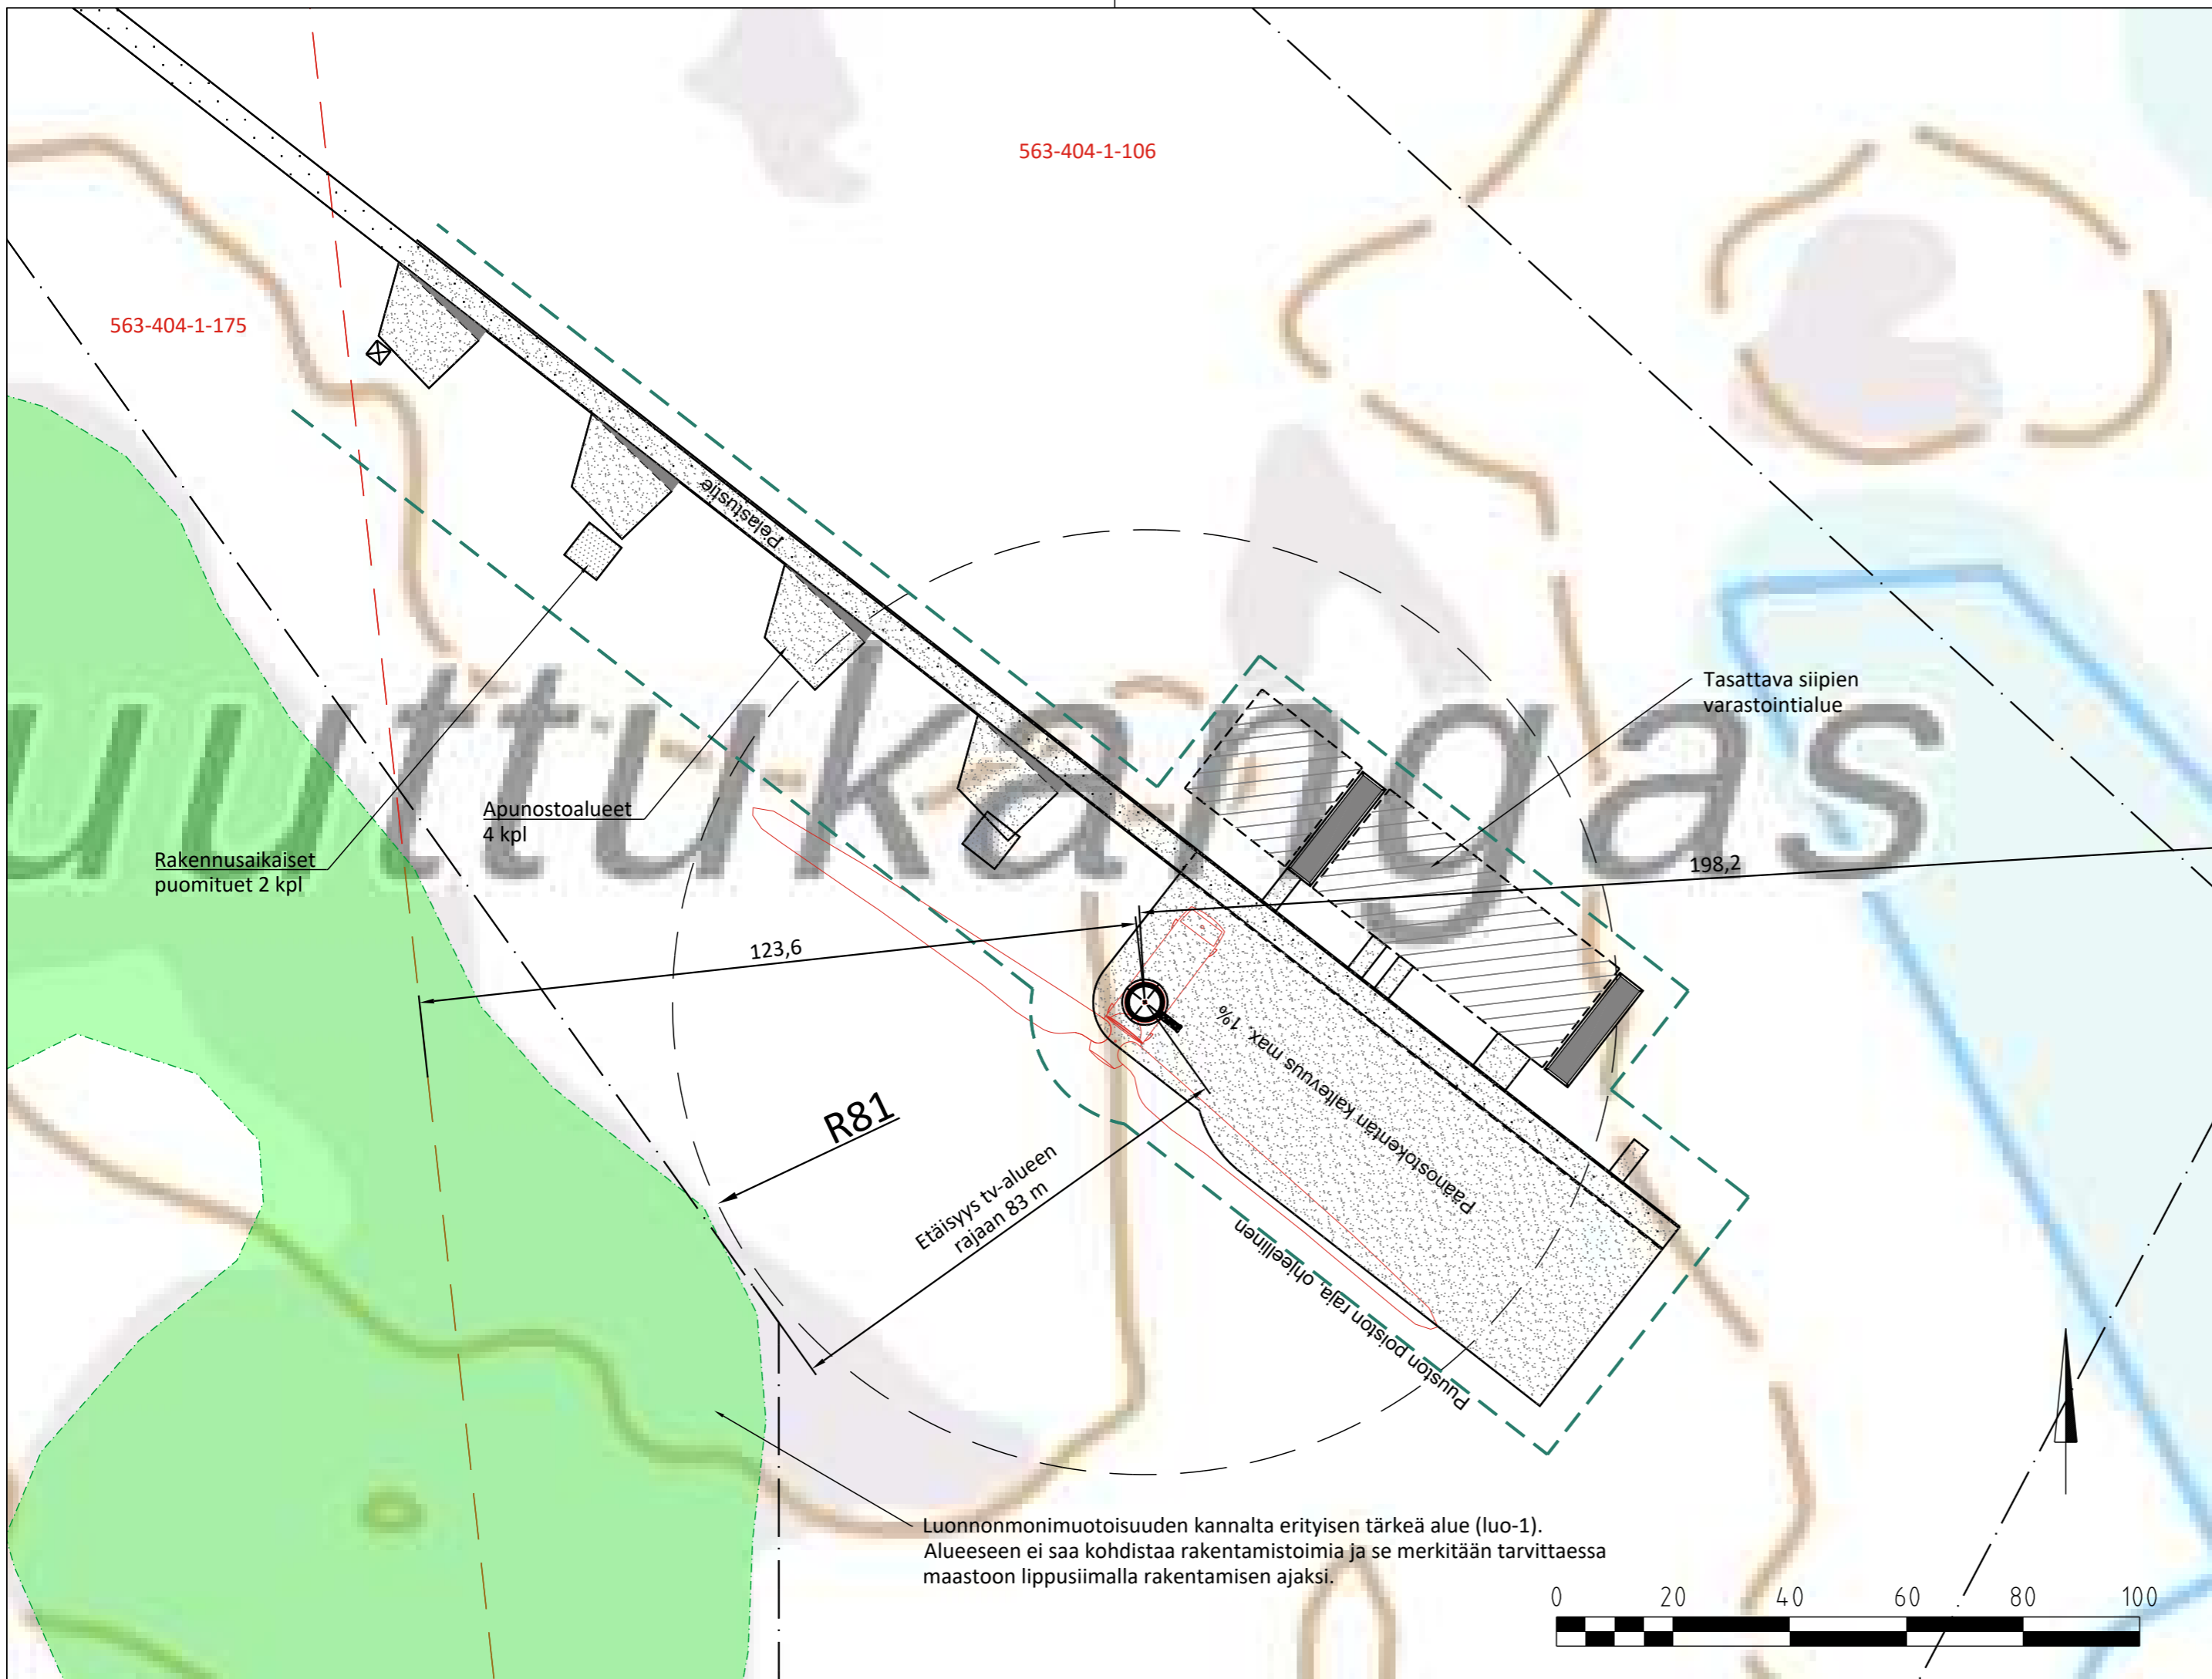 563-404-1-106
563-404-1-175
Pelastustie
Tasattava siipien
varastointialue
uuttukangas
Apunostoalueet
4 kpl
Rakennusaikaiset
puomituet 2 kpl
198,2
123,6
Päänostokentän kaltevuus max. 1%
R81
Etäisyys tv-alueen
rajaan 83 m
Puuston poiston raja, ohjeellinen
Luonnonmonimuotoisuuden kannalta erityisen tärkeä alue (luo-1).
Alueeseen ei saa kohdistaa rakentamistoimia ja se merkitään tarvittaessa
maastoon lippusiimalla rakentamisen ajaksi.
0 20 40 60 80 100